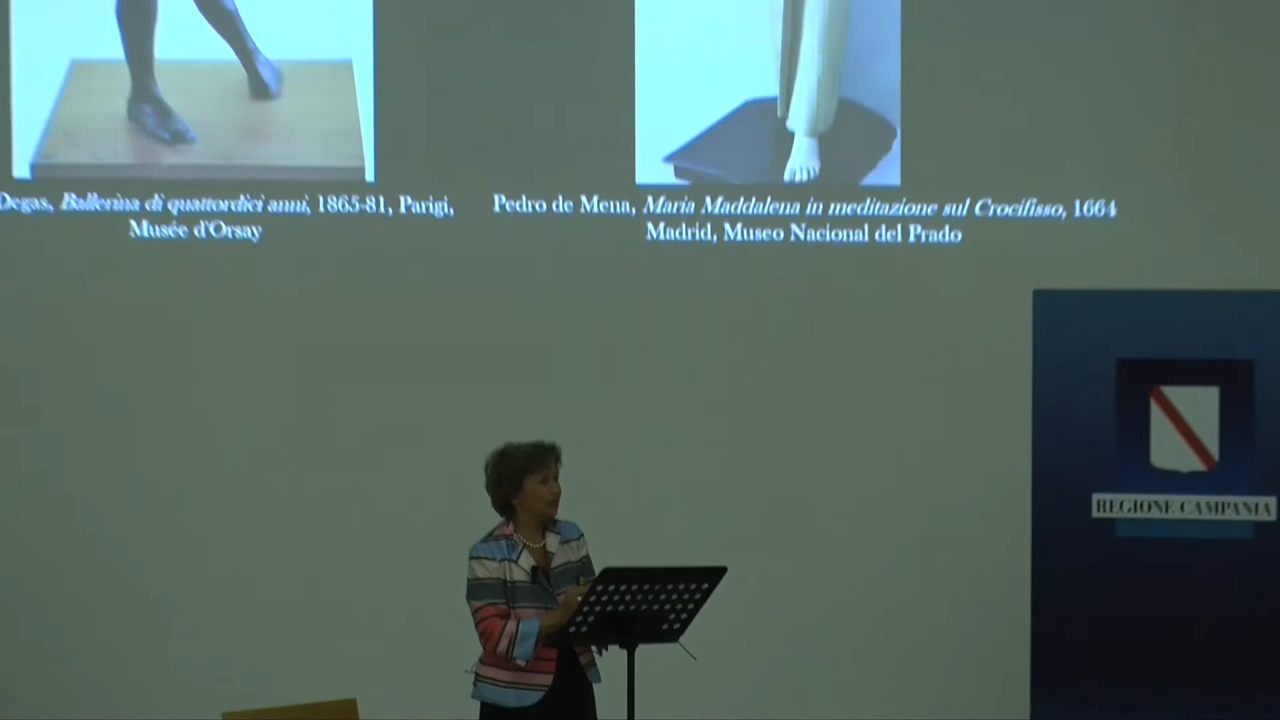 Degas, Ballerina di quattordici anni, 1865-81, Parigi,
Musée d'Orsay
Pedro de Mena, Maria Maddalena in meditazione sul Crocifisso, 1664
Madrid, Museo Nacional del Prado
REGIONE CAMPANIA